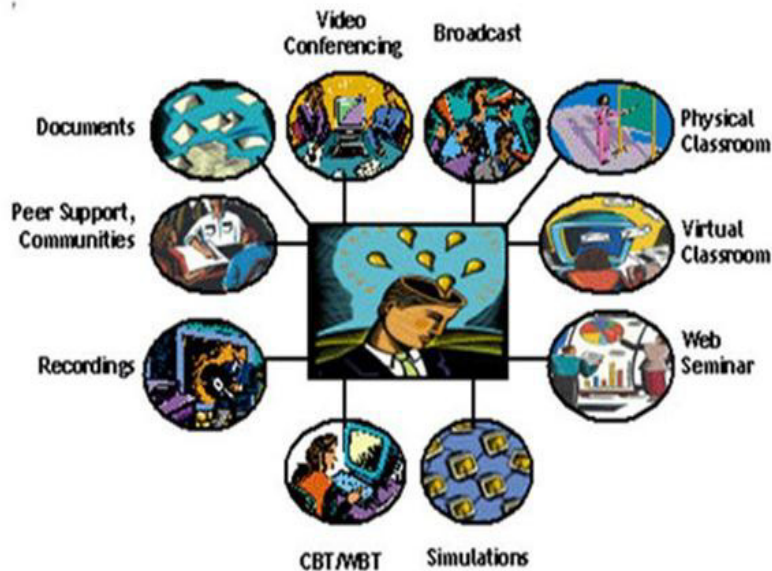 Video
Conferencing
Broadcast
Documents
Physical
Classroom
Peer Support,
Communities
Virtual
Classroom
Recordings
Web
Seminar
CBT/WBT
Simulations